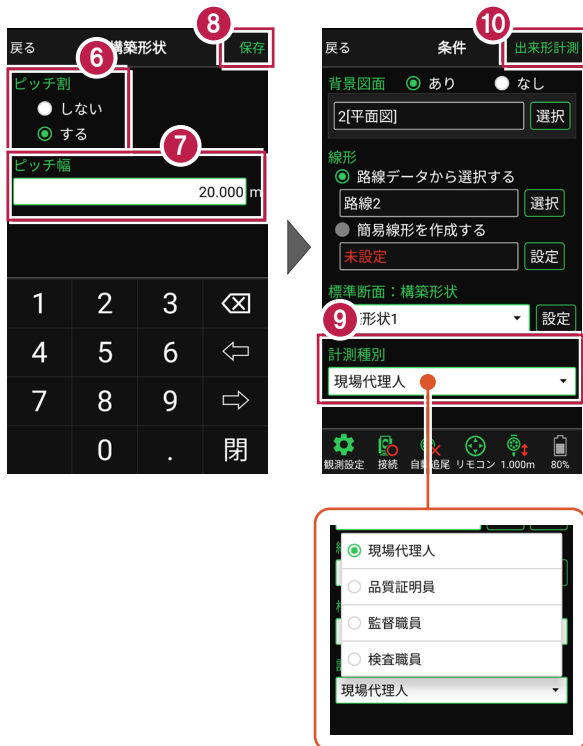 8
戻る
構築形状
保存
6
ピッチ割
しない
する
7
ピッチ幅
20.000 m
1 2 3
4 5 6
7 8 9
0 . 閉
10
戻る
条件
出来形計測
背景図面 あり なし
2[平面図] 選択
線形
路線データから選択する
路線2 選択
簡易線形を作成する
未設定 設定
標準断面：構築形状
9
形状1 設定
計測種別
現場代理人
観測設定 接続 自動追尾 リモコン 1.000m 80%
現場代理人
品質証明員
監督職員
検査職員
現場代理人